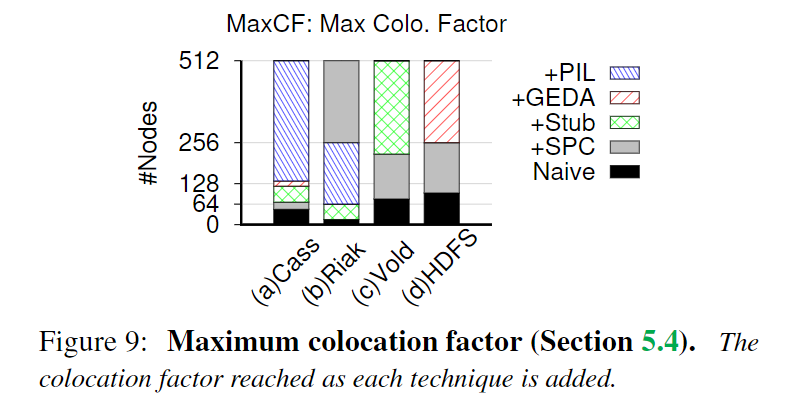 MaxCF: Max Colo. Factor
#Nodes
512
256
128
64
0
(a)Cass
(b)Riak
(c)Vold
(d)HDFS
+PIL
+GEDA
+Stub
+SPC
Naive
Figure 9: Maximum colocation factor (Section 5.4). The
colocation factor reached as each technique is added.